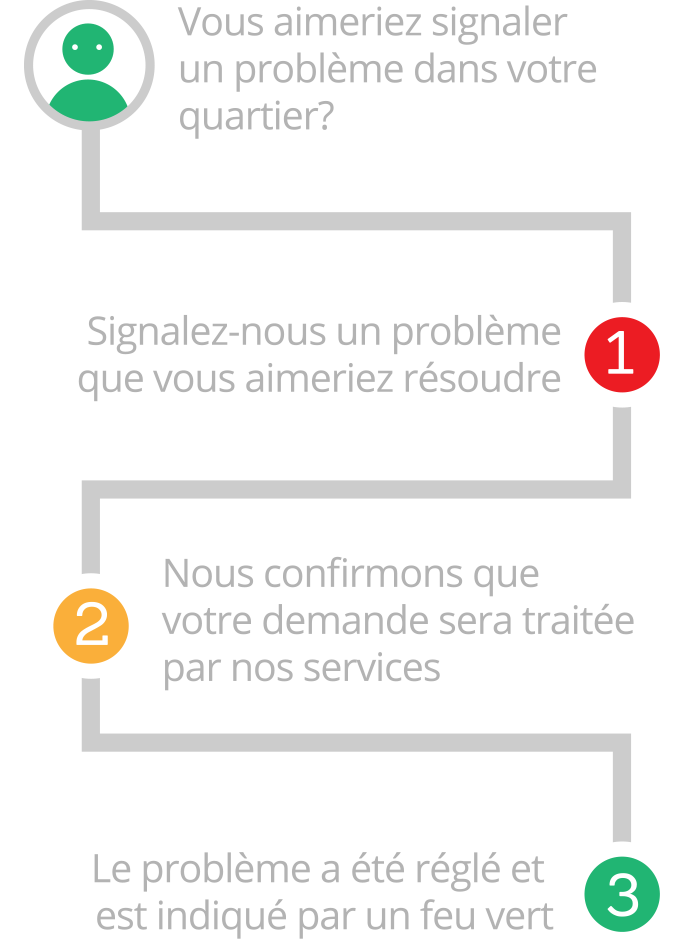 Vous aimeriez signaler
un problème dans votre
quartier?
Signalez-nous un problème
que vous aimeriez résoudre
1
Nous confirmons que
votre demande sera traitée
par nos services
2
Le problème a été réglé et
est indiqué par un feu vert
3